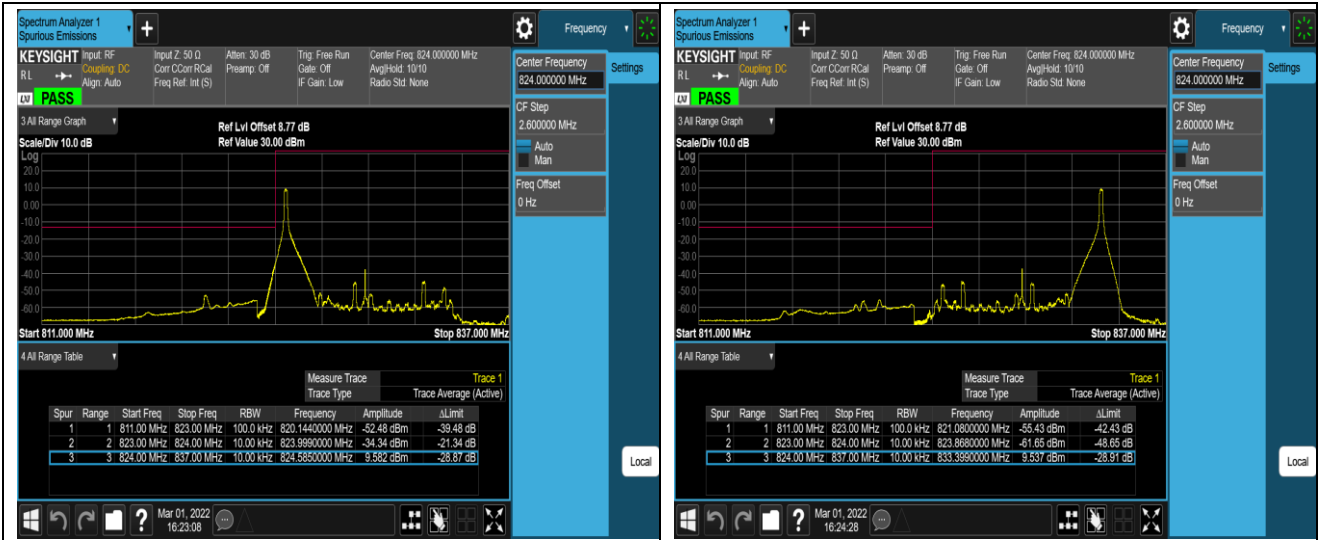 Spectrum Analyzer 1
Spurious Emissions
+
Frequency
KEYSIGHT
RL
LXI
PASS
Input: RF
Coupling: DC
Align: Auto
Input Z: 50 Ω
Corr CCorr RCal
Freq Ref: Int (S)
Atten: 30 dB
Preamp: Off
Trig: Free Run
Gate: Off
IF Gain: Low
Center Freq: 824.000000 MHz
Avg|Hold: 10/10
Radio Std: None
3 All Range Graph
Ref Lvl Offset 8.77 dB
Scale/Div 10.0 dB
Ref Value 30.00 dBm
Log
20.0
10.0
0.00
-10.0
-20.0
-30.0
-40.0
-50.0
-60.0
Start 811.000 MHz
Stop 837.000 MHz
4 All Range Table
Measure Trace Trace 1
Trace Type Trace Average (Active)
Spur Range Start Freq Stop Freq RBW Frequency Amplitude ΔLimit
1 1 811.00 MHz 823.00 MHz 100.0 kHz 820.1440000 MHz -52.48 dBm -39.48 dB
2 2 823.00 MHz 824.00 MHz 10.00 kHz 823.9990000 MHz -34.34 dBm -21.34 dB
3 3 824.00 MHz 837.00 MHz 10.00 kHz 824.5850000 MHz 9.582 dBm -28.87 dB
Center Frequency
824.000000 MHz
Settings
CF Step
2.600000 MHz
Auto
Man
Freq Offset
0 Hz
Local
?
Mar 01, 2022
16:23:08
Spectrum Analyzer 1
Spurious Emissions
+
Frequency
KEYSIGHT
RL
LXI
PASS
Input: RF
Coupling: DC
Align: Auto
Input Z: 50 Ω
Corr CCorr RCal
Freq Ref: Int (S)
Atten: 30 dB
Preamp: Off
Trig: Free Run
Gate: Off
IF Gain: Low
Center Freq: 824.000000 MHz
Avg|Hold: 10/10
Radio Std: None
3 All Range Graph
Ref Lvl Offset 8.77 dB
Scale/Div 10.0 dB
Ref Value 30.00 dBm
Log
20.0
10.0
0.00
-10.0
-20.0
-30.0
-40.0
-50.0
-60.0
Start 811.000 MHz
Stop 837.000 MHz
4 All Range Table
Measure Trace Trace 1
Trace Type Trace Average (Active)
Spur Range Start Freq Stop Freq RBW Frequency Amplitude ΔLimit
1 1 811.00 MHz 823.00 MHz 100.0 kHz 821.0800000 MHz -55.43 dBm -42.43 dB
2 2 823.00 MHz 824.00 MHz 10.00 kHz 823.8680000 MHz -61.65 dBm -48.65 dB
3 3 824.00 MHz 837.00 MHz 10.00 kHz 833.3990000 MHz 9.537 dBm -28.91 dB
Center Frequency
824.000000 MHz
Settings
CF Step
2.600000 MHz
Auto
Man
Freq Offset
0 Hz
Local
?
Mar 01, 2022
16:24:28